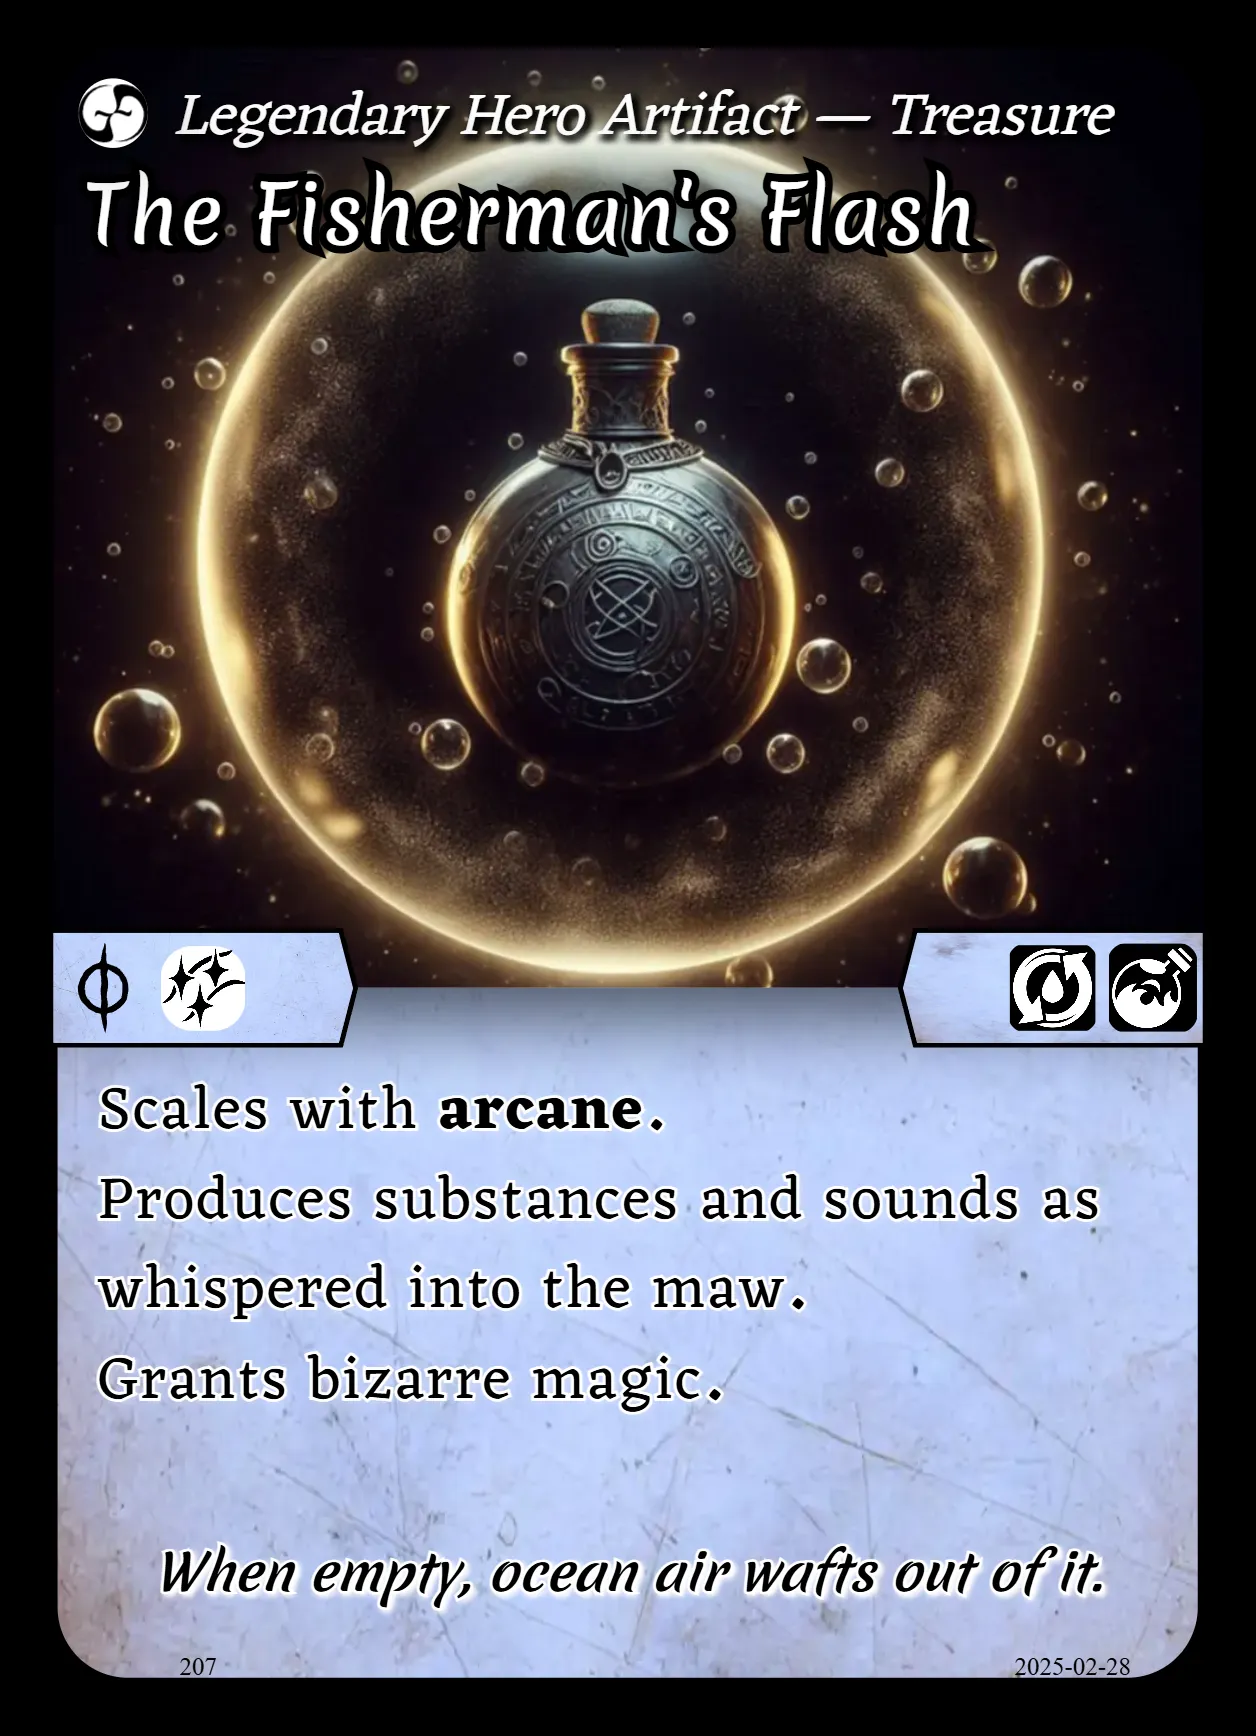 Legendary Hero Artifact — Treasure
The Fisherman's Flash
Scales with arcane.
Produces substances and sounds as
whispered into the maw.
Grants bizarre magic.
When empty, ocean air wafts out of it.
207
2025-02-28